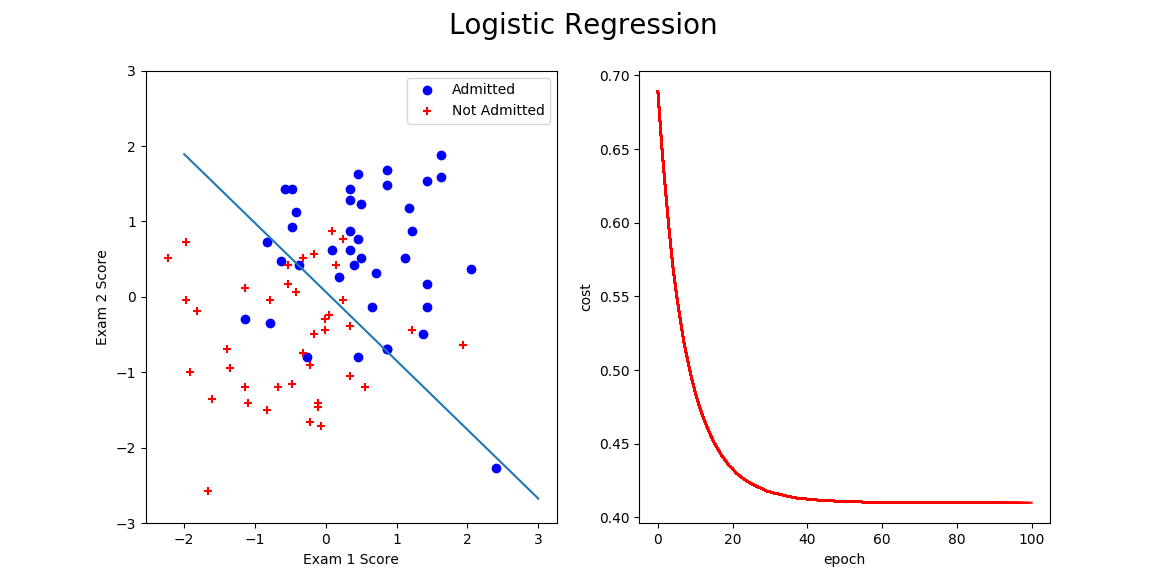 Logistic Regression
3
2
1
0
−1
−2
−3
−2 −1 0 1 2 3
Exam 1 Score
Exam 2 Score
Admitted
Not Admitted
0.70
0.65
0.60
0.55
0.50
0.45
0.40
0 20 40 60 80 100
epoch
cost